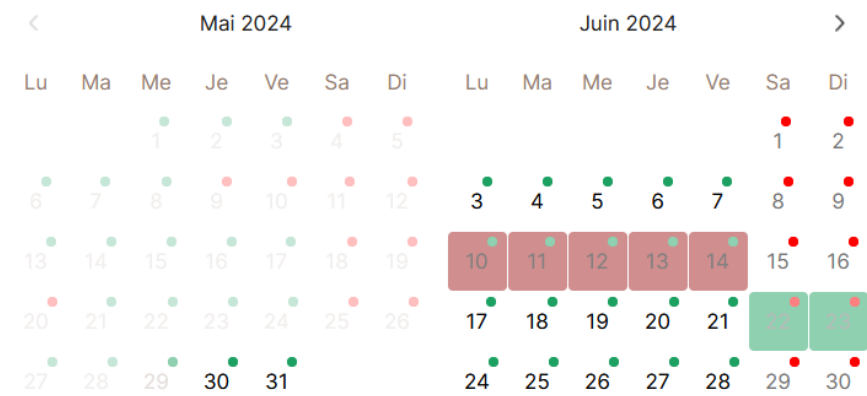 Mai 2024
Lu Ma Me Je Ve Sa Di
1 2 3 4 5
6 7 8 9 10 11 12
13 14 15 16 17 18 19
20 21 22 23 24 25 26
27 28 29 30 31
Juin 2024
Lu Ma Me Je Ve Sa Di
1 2
3 4 5 6 7 8 9
10 11 12 13 14 15 16
17 18 19 20 21 22 23
24 25 26 27 28 29 30